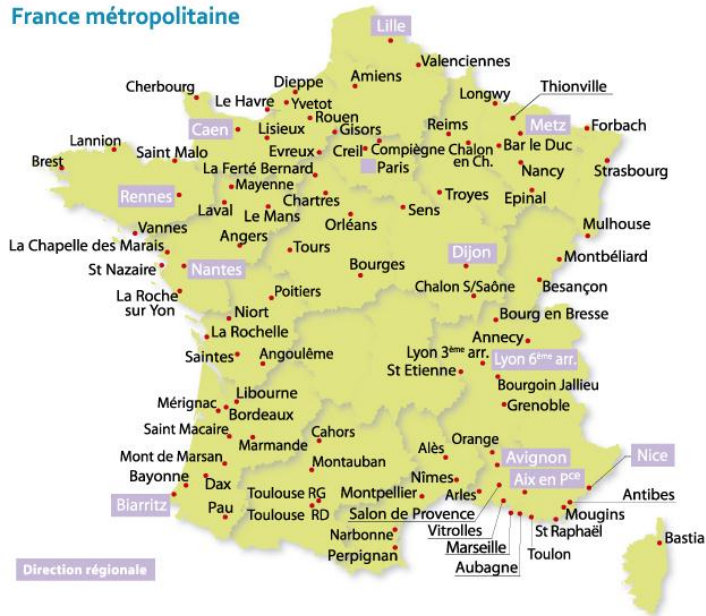 France métropolitaine
Lille
Valenciennes
Dieppe
Amiens
Thionville
Cherbourg
Longwy
Le Havre
Yvetot
Rouen
Caen
Lisieux
Gisors
Reims
Metz
Forbach
Lannion
Saint Malo
Evreux
Creil
Compiègne
Chalon
en Ch.
Bar le Duc
Brest
La Ferté Bernard
Paris
Nancy
Strasbourg
Mayenne
Rennes
Chartres
Troyes
Epinal
Laval
Le Mans
Orléans
Sens
Mulhouse
Vannes
La Chapelle des Marais
Angers
Tours
Dijon
Montbéliard
St Nazaire
Nantes
Bourges
Besançon
La Roche
sur Yon
Poitiers
Chalon S/Saône
Niort
Bourg en Bresse
La Rochelle
Annecy
Saintes
Angoulême
Lyon 3ème arr.
Lyon 6ème arr.
St Etienne
Bourgoin Jallieu
Libourne
Mérignac
Bordeaux
Grenoble
Saint Macaire
Marmande
Cahors
Alès
Orange
Mont de Marsan
Montauban
Avignon
Nice
Bayonne
Dax
Nîmes
Aix en Pce
Biarritz
Toulouse RG
Montpellier
Arles
Antibes
Pau
Toulouse RD
Salon de Provence
Mougins
Vitrolles
St Raphaël
Narbonne
Marseille
Toulon
Bastia
Perpignan
Aubagne
Direction régionale